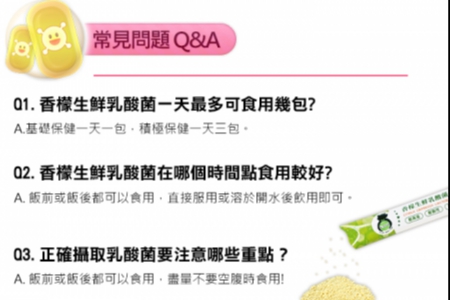 常見問題 Q&A
Q1. 香檬生鮮乳酸菌一天最多可食用幾包?
A.基礎保健一天一包，積極保健一天三包。
Q2. 香檬生鮮乳酸菌在哪個時間點食用較好?
A. 飯前或飯後都可以食用，直接服用或溶於開水後飲用即可。
Q3. 正確攝取乳酸菌要注意哪些重點？
A. 飯前或飯後都可以食用，盡量不要空腹時食用!